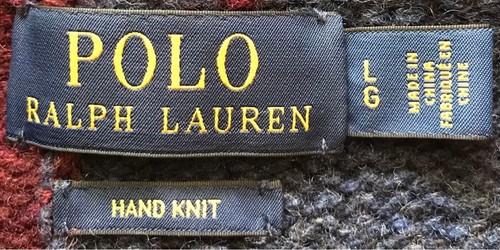 POLO
RALPH LAUREN
L
G
MADE IN
CHINA
FABRIQUÉ EN
CHINE
HAND KNIT